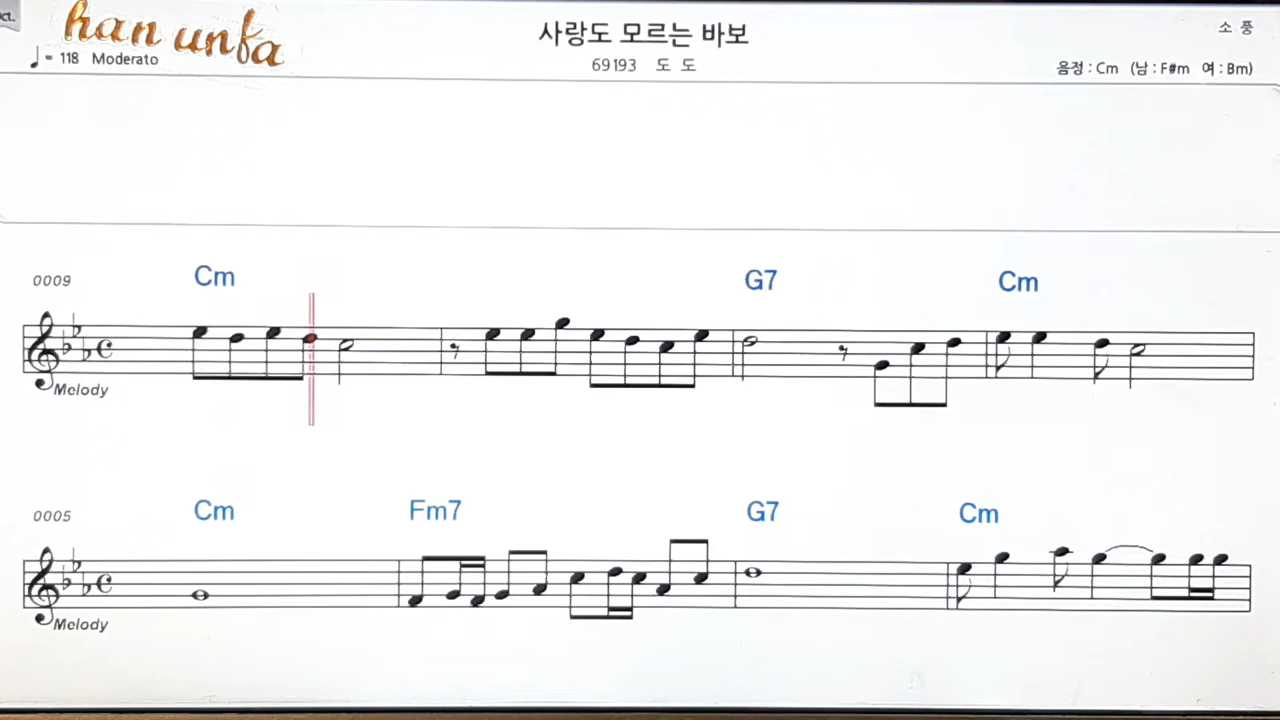 ct.
han unfa
♩ = 118 Moderato
사랑도 모르는 바보
69193 도 도
소 풍
음정 : Cm (남 : F#m 여 : Bm)
0009
Cm G7 Cm
Melody
0005
Cm Fm7 G7 Cm
Melody